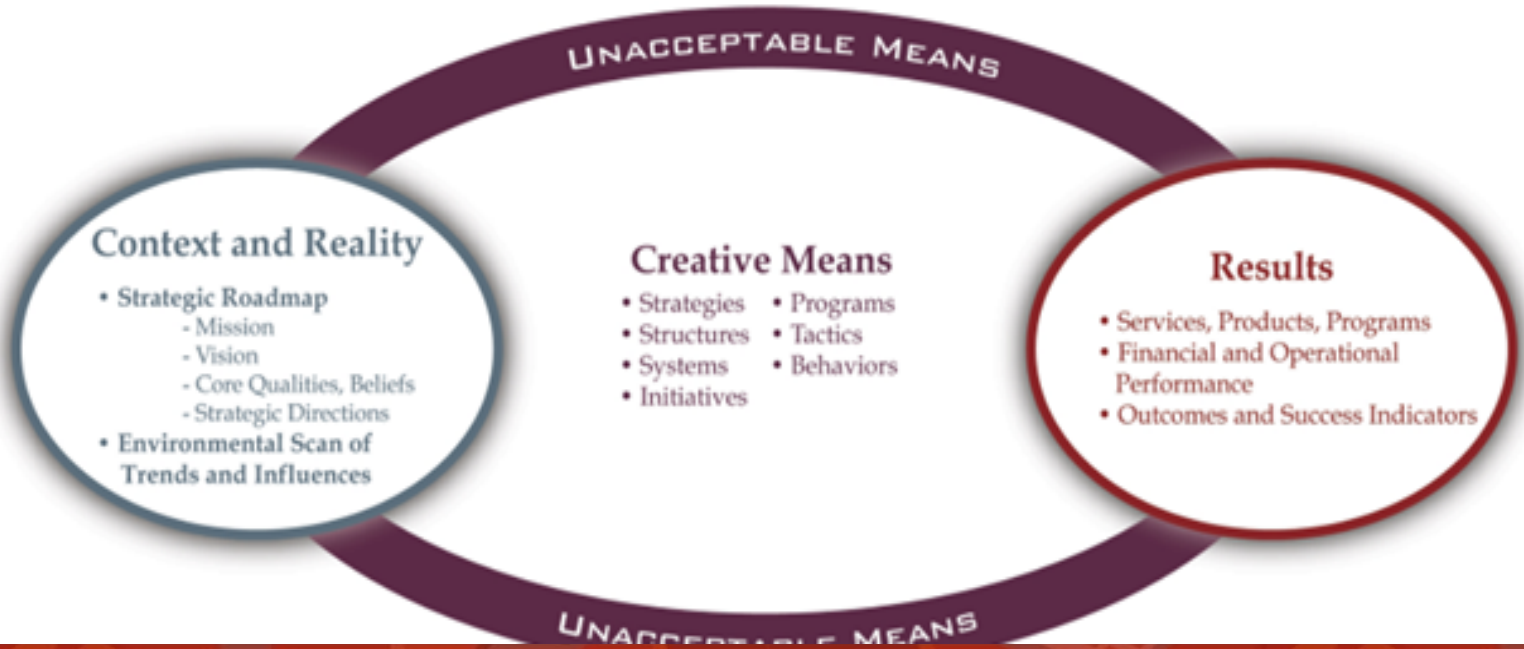 UNACCEPTABLE MEANS
Context and Reality
• Strategic Roadmap
- Mission
- Vision
- Core Qualities, Beliefs
- Strategic Directions
• Environmental Scan of
Trends and Influences
Creative Means
• Strategies • Programs
• Structures • Tactics
• Systems • Behaviors
• Initiatives
Results
• Services, Products, Programs
• Financial and Operational
Performance
• Outcomes and Success Indicators
UNACCEPTABLE MEANS